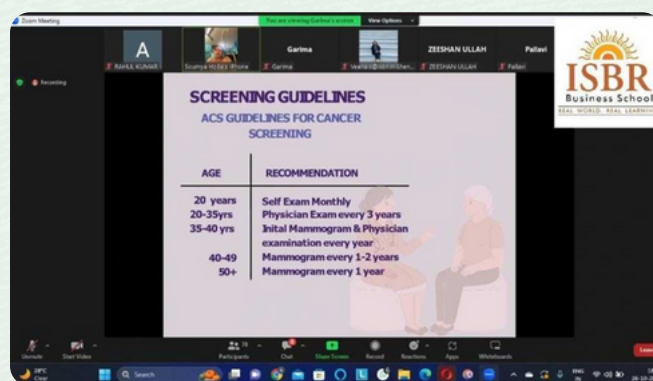 Zoom Meeting
You are viewing Garima's screen
View Options
A
Garima
ZEESHAN ULLAH
Pallavi
RAHUL KUMAR
Garima
ZEESHAN ULLAH
Pallavi
Recording
ISBR
Business School
REAL WORLD. REAL LEARNING
SCREENING GUIDELINES
ACS GUIDELINES FOR CANCER
SCREENING
AGE RECOMMENDATION
20 years Self Exam Monthly
20-35yrs Physician Exam every 3 years
35-40 yrs Inital Mammogram & Physician
examination every year
40-49 Mammogram every 1-2 years
50+ Mammogram every 1 year
Unmute
Start Video
Participants
Chat
Share Screen
Record
Reactions
Apps
Whiteboards
Leave
28°C
Clear
Search
ENG
IN